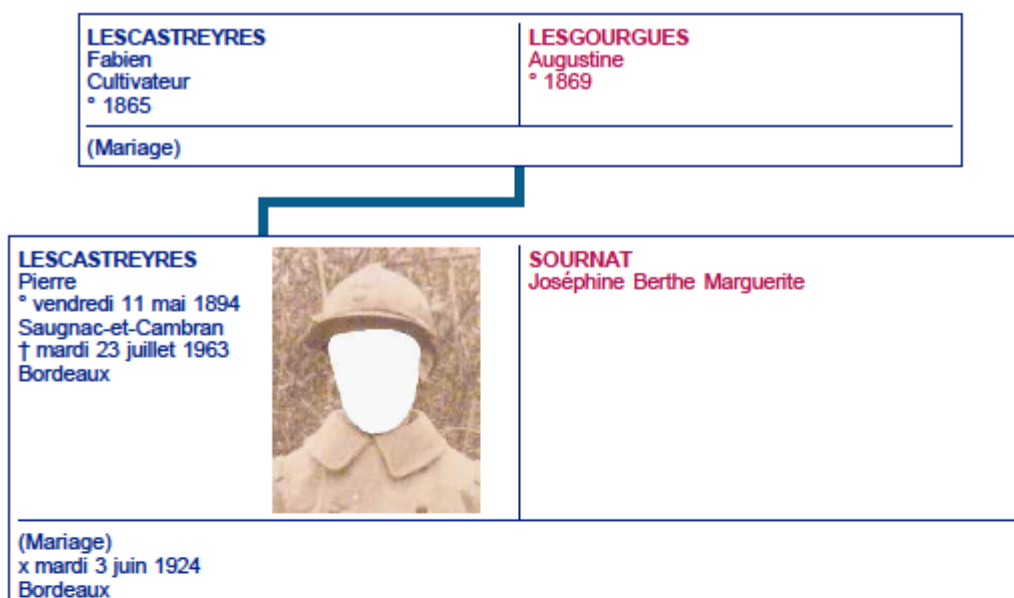 LESCASTREYRES
Fabien
Cultivateur
° 1865
LESGOURGUES
Augustine
° 1869
(Mariage)
LESCASTREYRES
Pierre
° vendredi 11 mai 1894
Saugnac-et-Cambran
† mardi 23 juillet 1963
Bordeaux
SOURNAT
Joséphine Berthe Marguerite
(Mariage)
x mardi 3 juin 1924
Bordeaux